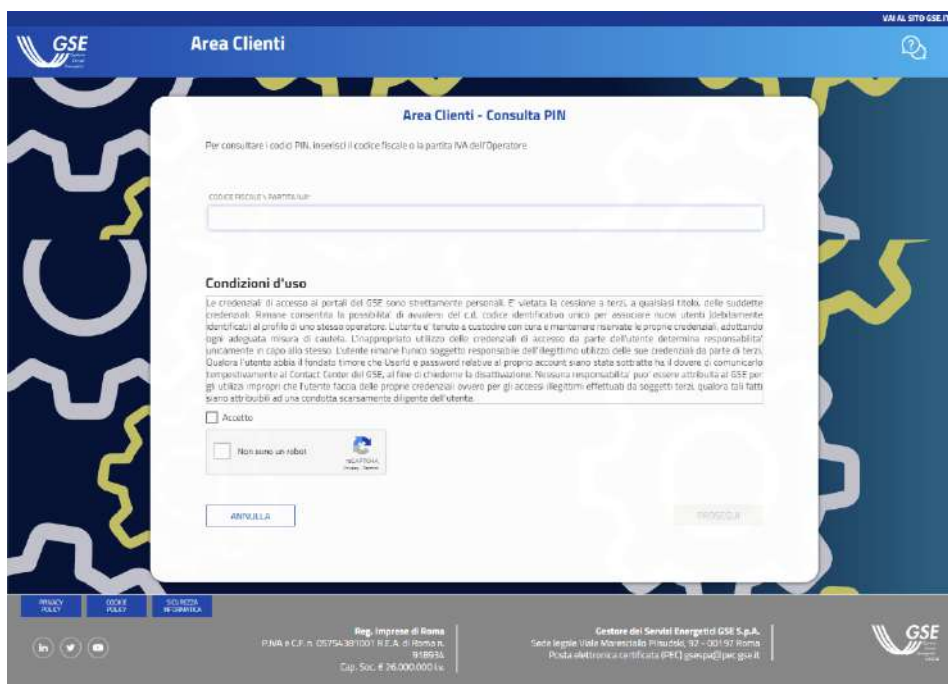 VAI AL SITO GSE.IT
GSE
Area Clienti
Area Clienti - Consulta PIN
Per consultare i codici PIN, inserisci il codice fiscale o la partita IVA dell'Operatore
CODICE FISCALE \ PARTITA IVA*
Condizioni d'uso
Le credenziali di accesso ai portali del GSE sono strettamente personali. E' vietata la cessione a terzi, a qualsiasi titolo, delle suddette
credenziali. Rimane consentita la possibilita' di avvalersi del c.d. codice identificativo unico per associare nuovi utenti (debitamente
identificati) al profilo di uno stesso operatore. L'utente e' tenuto a custodire con cura e mantenere riservate le proprie credenziali, adottando
ogni adeguata misura di cautela. L'inappropriato utilizzo delle credenziali di accesso da parte dell'utente determina responsabilita'
unicamente in capo allo stesso. L'utente rimane l'unico soggetto responsabile dell'illegittimo utilizzo delle sue credenziali da parte di terzi.
Qualora l'utente abbia il fondato timore che UserId e password relative al proprio account siano state sottratte ha il dovere di comunicarlo
tempestivamente al Contact Center del GSE, al fine di chiederne la disattivazione. Nessuna responsabilita' puo' essere attribuita al GSE per
gli utilizzi impropri che l'utente faccia delle proprie credenziali ovvero per gli accessi illegittimi effettuati da soggetti terzi, qualora tali fatti
siano attribuibili ad una condotta scarsamente diligente dell'utente.
Accetto
Non sono un robot
reCAPTCHA
ANNULLA
PROSEGUI
PRIVACY
POLICY
COOKIE
POLICY
SICUREZZA
INFORMATICA
Reg. Imprese di Roma
P.IVA e C.F. n. 05754381001 R.E.A. di Roma n.
918934
Cap. Soc. € 26.000.000 i.v.
Gestore dei Servizi Energetici GSE S.p.A.
Sede legale Viale Maresciallo Pilsudski, 92 - 00197 Roma
Posta elettronica certificata (PEC) gsespa@pec.gse.it
GSE